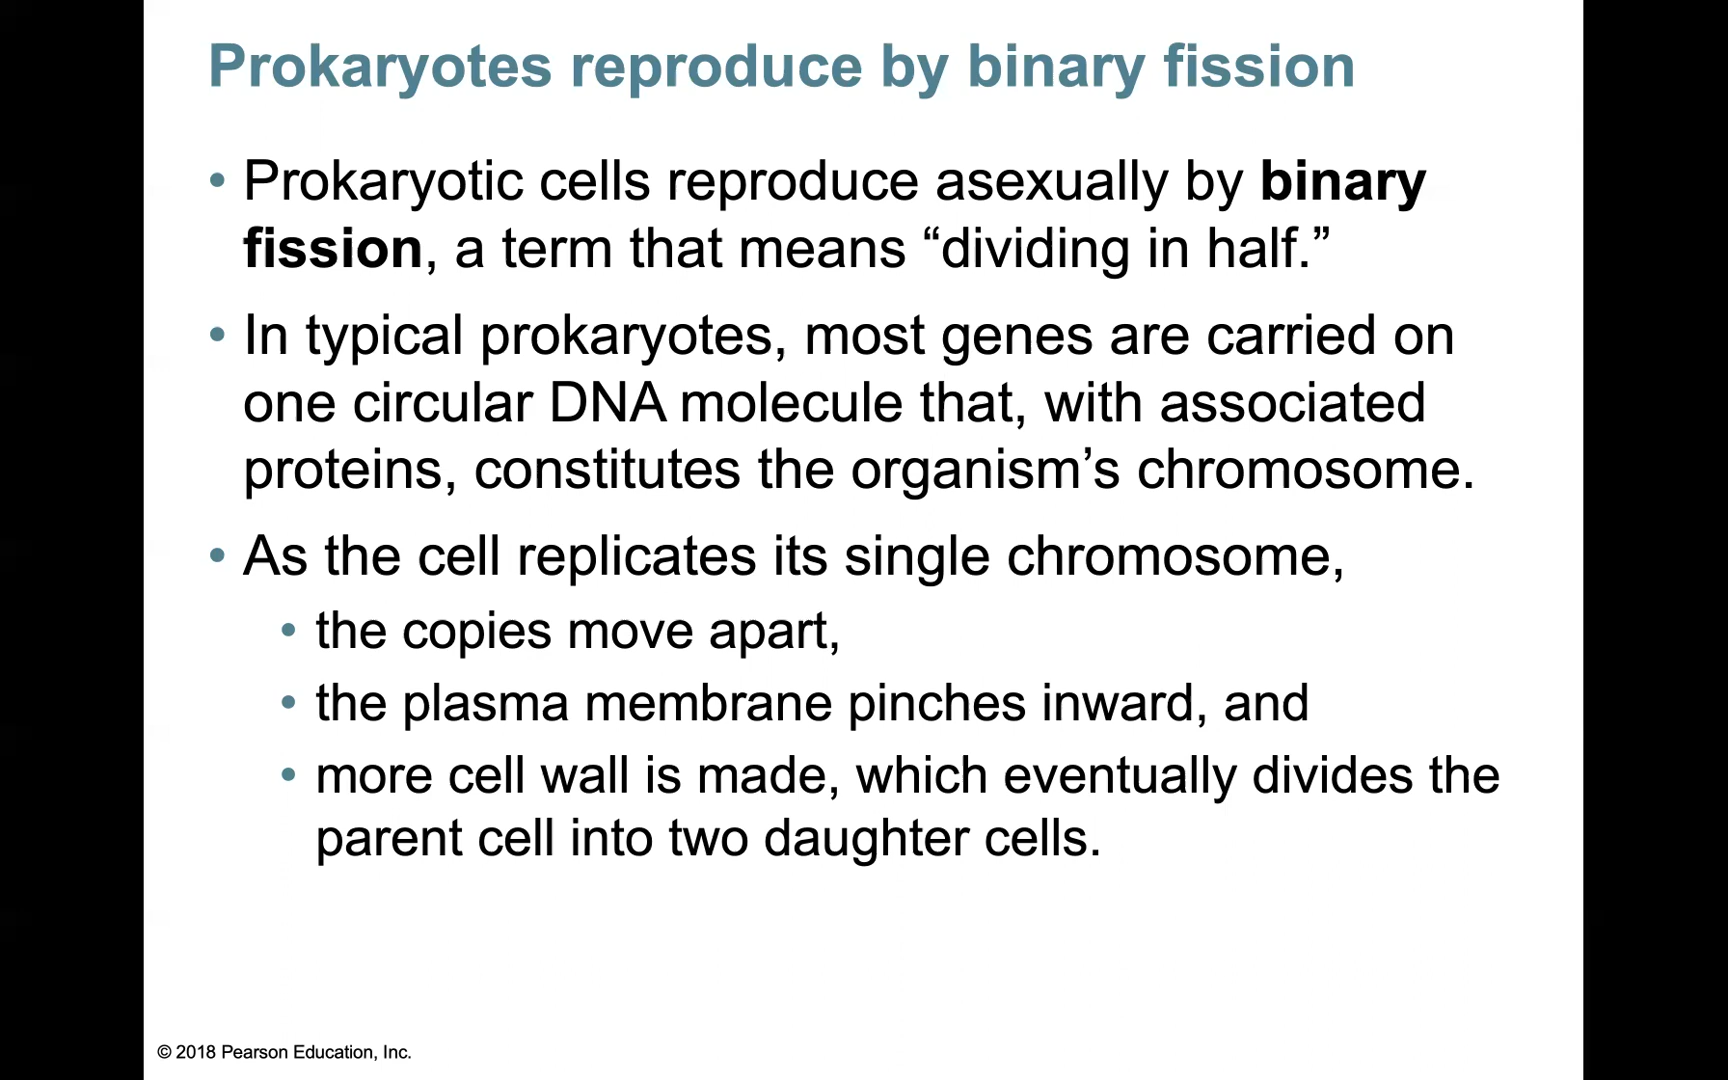 Prokaryotes reproduce by binary fission
• Prokaryotic cells reproduce asexually by binary
fission, a term that means “dividing in half.”
• In typical prokaryotes, most genes are carried on
one circular DNA molecule that, with associated
proteins, constitutes the organism’s chromosome.
• As the cell replicates its single chromosome,
• the copies move apart,
• the plasma membrane pinches inward, and
• more cell wall is made, which eventually divides the
parent cell into two daughter cells.
© 2018 Pearson Education, Inc.